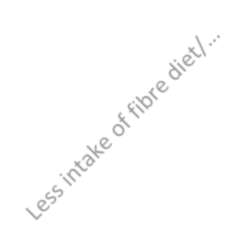 Less intake of fibre diet/...